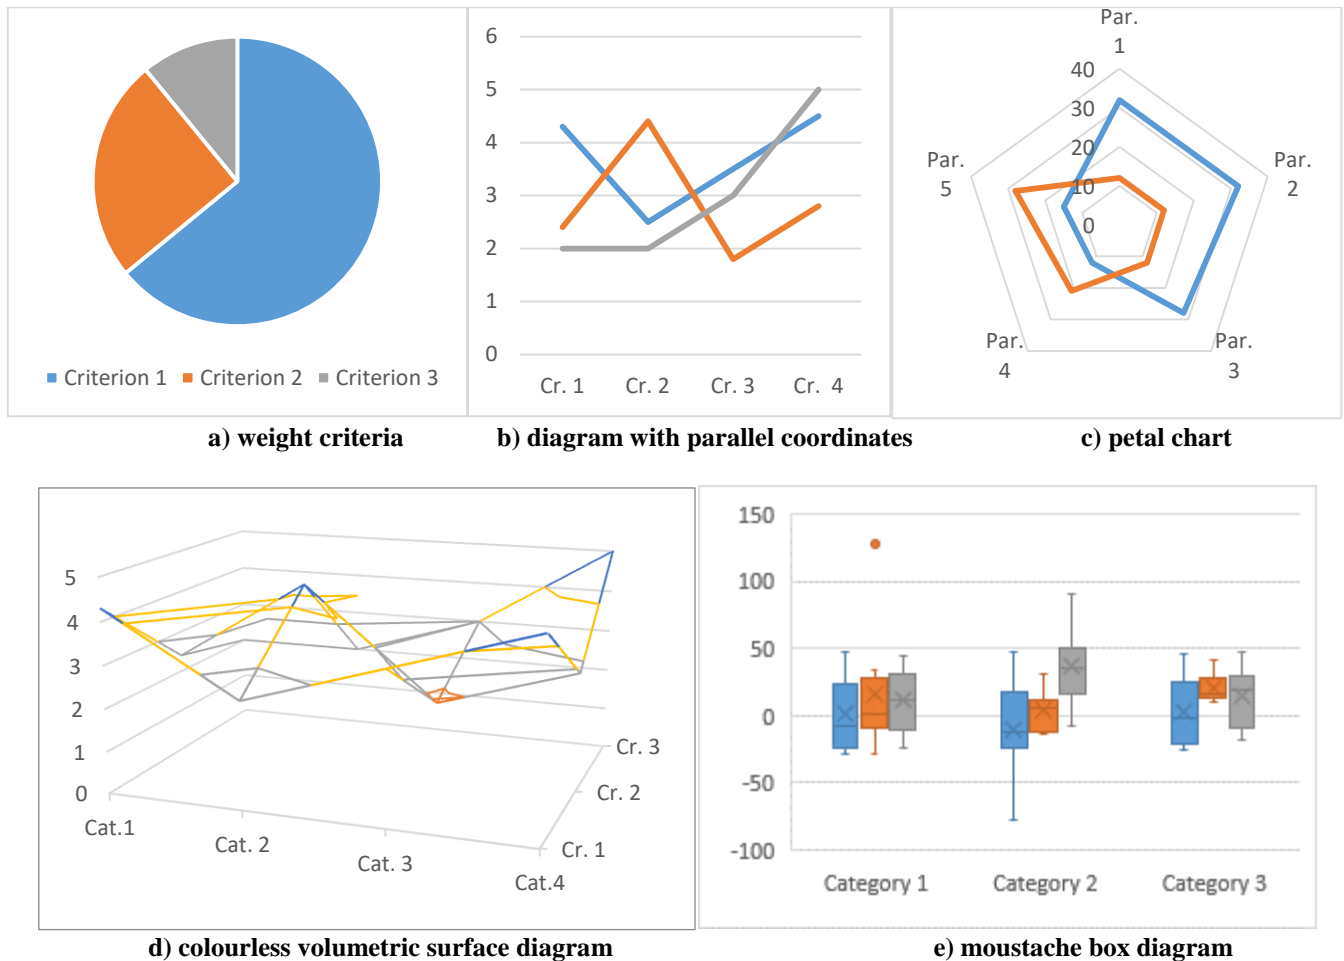 Criterion 1 Criterion 2 Criterion 3
a) weight criteria
6
5
4
3
2
1
0
Cr. 1 Cr. 2 Cr. 3 Cr. 4
b) diagram with parallel coordinates
Par.
1
40
30
20
10
0
Par.
2
Par.
3
Par.
4
Par.
5
c) petal chart
5
4
3
2
1
0
Cat.1
Cat. 2
Cat. 3
Cat.4
Cr. 3
Cr. 2
Cr. 1
d) colourless volumetric surface diagram
150
100
50
0
-50
-100
Category 1 Category 2 Category 3
e) moustache box diagram